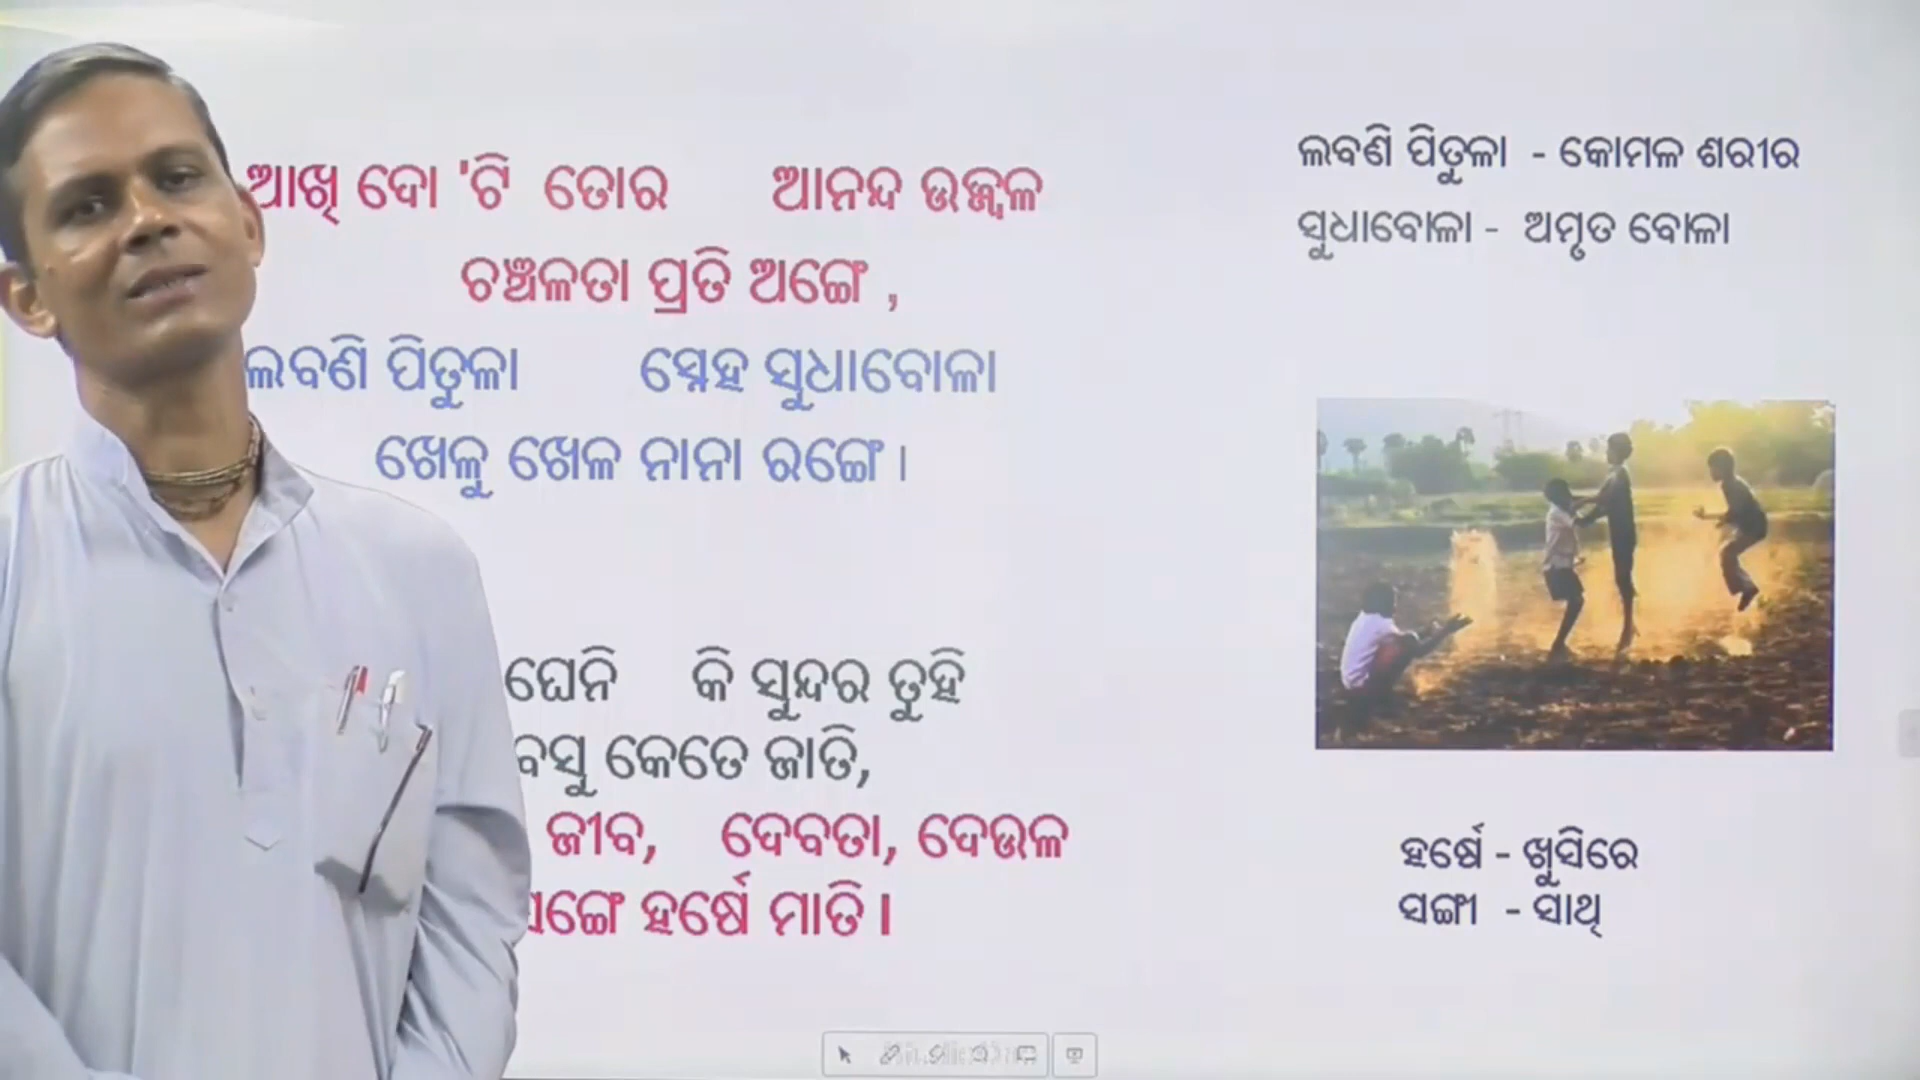 ଆଖି ଦୋ 'ଟି ତୋର ଆନନ୍ଦ ଉଜ୍ଜ୍ୱଳ
ଚଞ୍ଚଳତା ପ୍ରତି ଅଙ୍ଗେ ,
ଲବଣି ପିତୁଳା ସ୍ନେହ ସୁଧାବୋଳା
ଖେଳୁ ଖେଳ ନାନା ରଙ୍ଗେ ।
ଘେନି କି ସୁନ୍ଦର ତୁହି
ବସୁ କେତେ ଜାତି,
ଜୀବ, ଦେବତା, ଦେଉଳ
ହର୍ଷେ ମାତି ।
ଲବଣି ପିତୁଳା - କୋମଳ ଶରୀର
ସୁଧାବୋଳା - ଅମୃତ ବୋଳା
ହର୍ଷେ - ଖୁସିରେ
ସଙ୍ଗୀ - ସାଥି